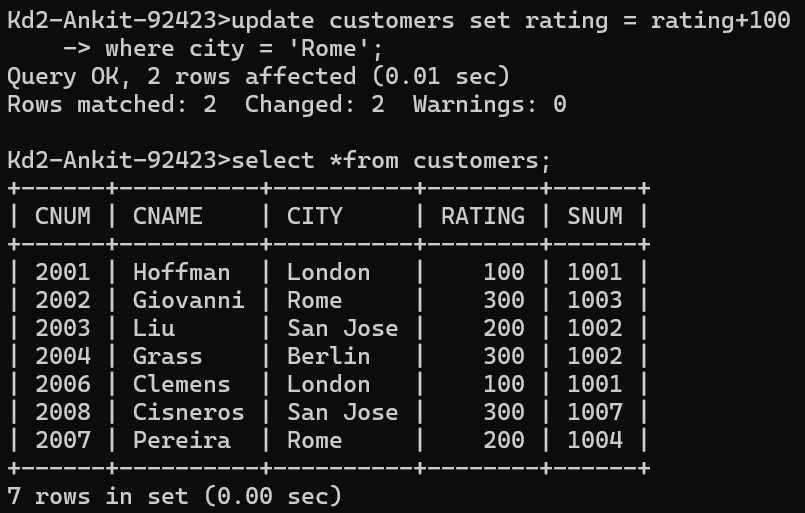 Kd2-Ankit-92423>update customers set rating = rating+100
    -> where city = 'Rome';
Query OK, 2 rows affected (0.01 sec)
Rows matched: 2  Changed: 2  Warnings: 0

Kd2-Ankit-92423>select *from customers;
+------+----------+----------+--------+------+
| CNUM | CNAME    | CITY     | RATING | SNUM |
+------+----------+----------+--------+------+
| 2001 | Hoffman  | London   |    100 | 1001 |
| 2002 | Giovanni | Rome     |    300 | 1003 |
| 2003 | Liu      | San Jose |    200 | 1002 |
| 2004 | Grass    | Berlin   |    300 | 1002 |
| 2006 | Clemens  | London   |    100 | 1001 |
| 2008 | Cisneros | San Jose |    300 | 1007 |
| 2007 | Pereira  | Rome     |    200 | 1004 |
+------+----------+----------+--------+------+
7 rows in set (0.00 sec)